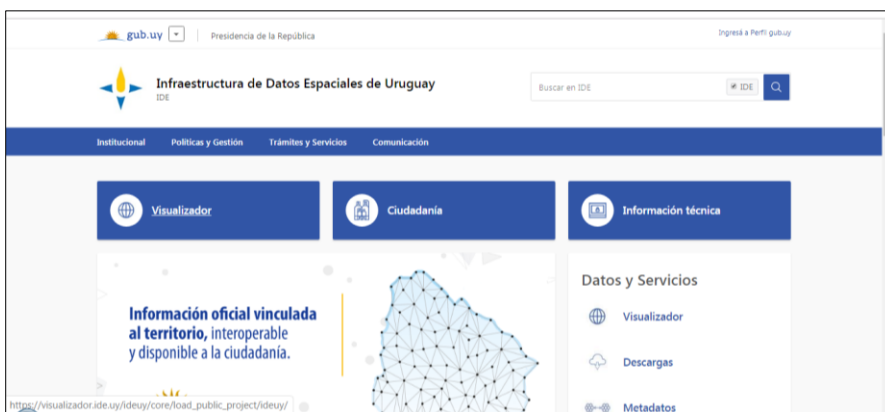 gub.uy
Presidencia de la República
Ingresá a Perfil gub.uy
Infraestructura de Datos Espaciales de Uruguay
IDE
Buscar en IDE
IDE
Institucional
Políticas y Gestión
Trámites y Servicios
Comunicación
Visualizador
Ciudadanía
Información técnica
Información oficial vinculada
al territorio, interoperable
y disponible a la ciudadanía.
Datos y Servicios
Visualizador
Descargas
Metadatos
https://visualizador.ide.uy/ideuy/core/load_public_project/ideuy/